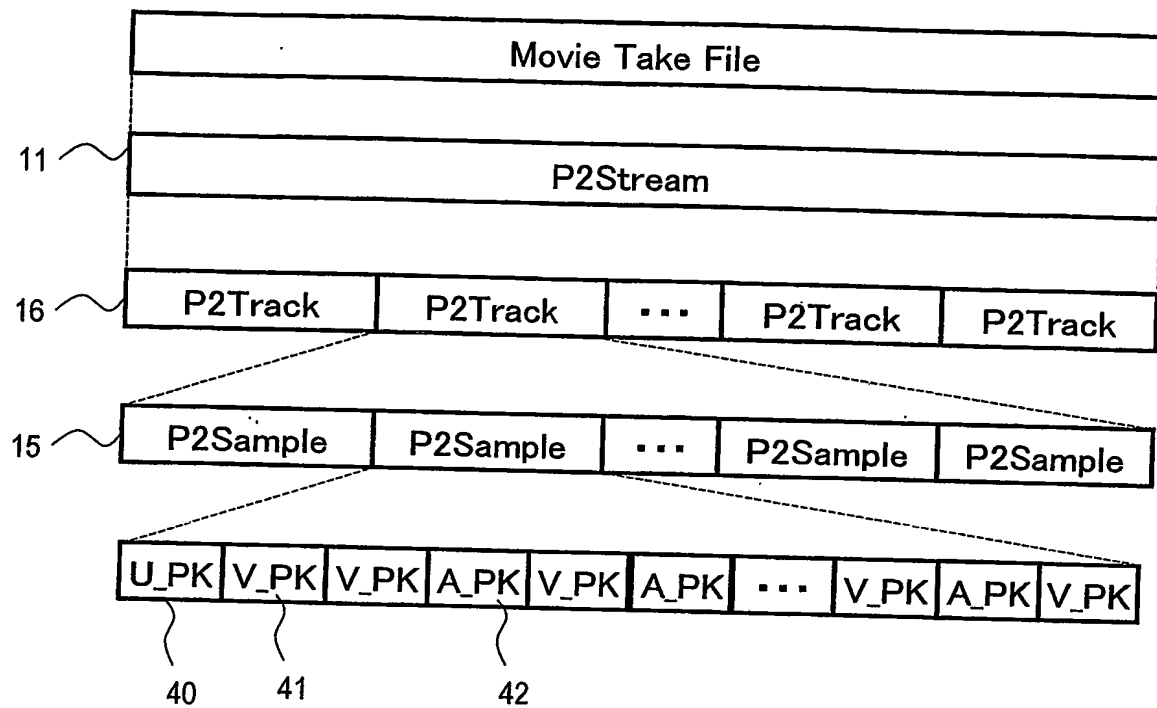 Movie Take File
11
P2Stream
16
P2Track P2Track ... P2Track P2Track
15
P2Sample P2Sample ... P2Sample P2Sample
U_PK V_PK V_PK A_PK V_PK A_PK ... V_PK A_PK V_PK
40 41 42